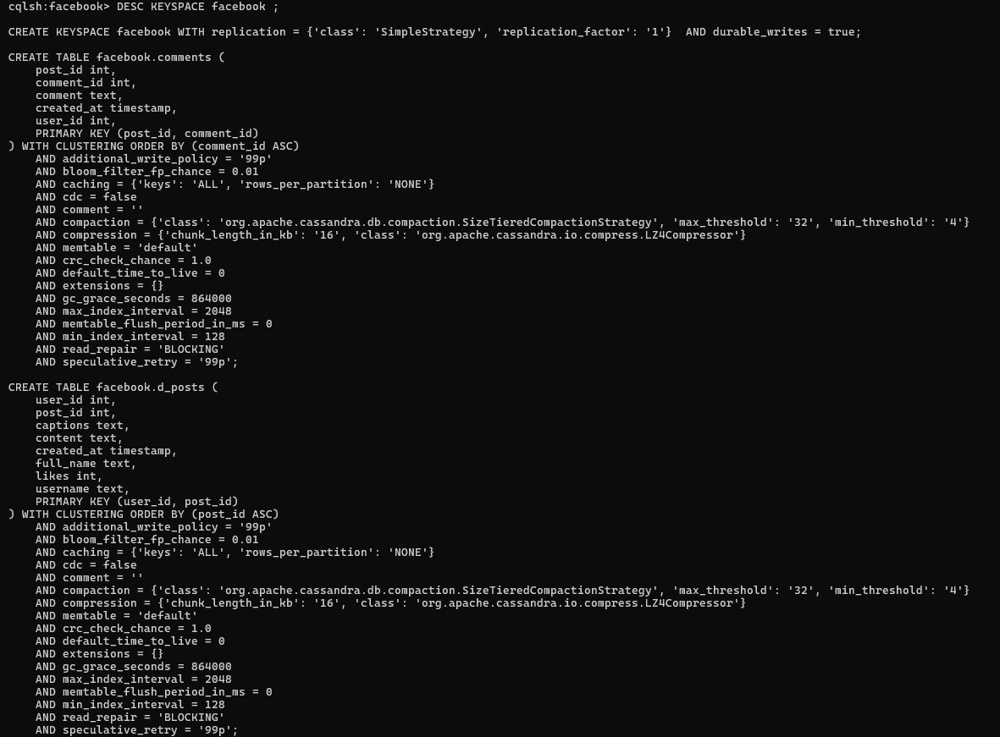 cqlsh:facebook> DESC KEYSPACE facebook ;
CREATE KEYSPACE facebook WITH replication = {'class': 'SimpleStrategy', 'replication_factor': '1'}  AND durable_writes = true;
CREATE TABLE facebook.comments (
    post_id int,
    comment_id int,
    comment text,
    created_at timestamp,
    user_id int,
    PRIMARY KEY (post_id, comment_id)
) WITH CLUSTERING ORDER BY (comment_id ASC)
    AND additional_write_policy = '99p'
    AND bloom_filter_fp_chance = 0.01
    AND caching = {'keys': 'ALL', 'rows_per_partition': 'NONE'}
    AND cdc = false
    AND comment = ''
    AND compaction = {'class': 'org.apache.cassandra.db.compaction.SizeTieredCompactionStrategy', 'max_threshold': '32', 'min_threshold': '4'}
    AND compression = {'chunk_length_in_kb': '16', 'class': 'org.apache.cassandra.io.compress.LZ4Compressor'}
    AND memtable = 'default'
    AND crc_check_chance = 1.0
    AND default_time_to_live = 0
    AND extensions = {}
    AND gc_grace_seconds = 864000
    AND max_index_interval = 2048
    AND memtable_flush_period_in_ms = 0
    AND min_index_interval = 128
    AND read_repair = 'BLOCKING'
    AND speculative_retry = '99p';
CREATE TABLE facebook.d_posts (
    user_id int,
    post_id int,
    captions text,
    content text,
    created_at timestamp,
    full_name text,
    likes int,
    username text,
    PRIMARY KEY (user_id, post_id)
) WITH CLUSTERING ORDER BY (post_id ASC)
    AND additional_write_policy = '99p'
    AND bloom_filter_fp_chance = 0.01
    AND caching = {'keys': 'ALL', 'rows_per_partition': 'NONE'}
    AND cdc = false
    AND comment = ''
    AND compaction = {'class': 'org.apache.cassandra.db.compaction.SizeTieredCompactionStrategy', 'max_threshold': '32', 'min_threshold': '4'}
    AND compression = {'chunk_length_in_kb': '16', 'class': 'org.apache.cassandra.io.compress.LZ4Compressor'}
    AND memtable = 'default'
    AND crc_check_chance = 1.0
    AND default_time_to_live = 0
    AND extensions = {}
    AND gc_grace_seconds = 864000
    AND max_index_interval = 2048
    AND memtable_flush_period_in_ms = 0
    AND min_index_interval = 128
    AND read_repair = 'BLOCKING'
    AND speculative_retry = '99p';